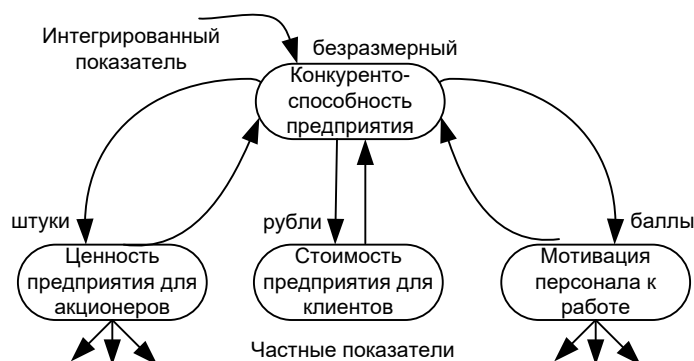 Интегрированный
показатель
безразмерный
Конкуренто-
способность
предприятия
штуки
рубли
баллы
Ценность
предприятия для
акционеров
Стоимость
предприятия для
клиентов
Мотивация
персонала к
работе
Частные показатели